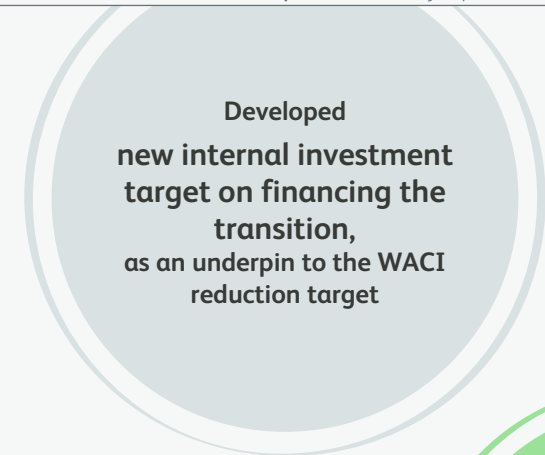 Developed
new internal investment
target on financing the
transition,
as an underpin to the WACI
reduction target